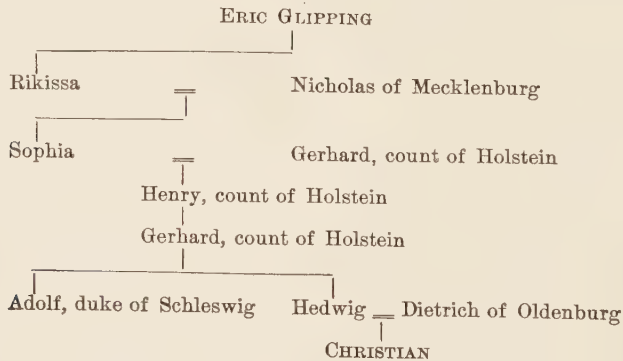 ERIC GLIPPING
Rikissa = Nicholas of Mecklenburg
Sophia = Gerhard, count of Holstein
Henry, count of Holstein
Gerhard, count of Holstein
Adolf, duke of Schleswig Hedwig = Dietrich of Oldenburg
CHRISTIAN